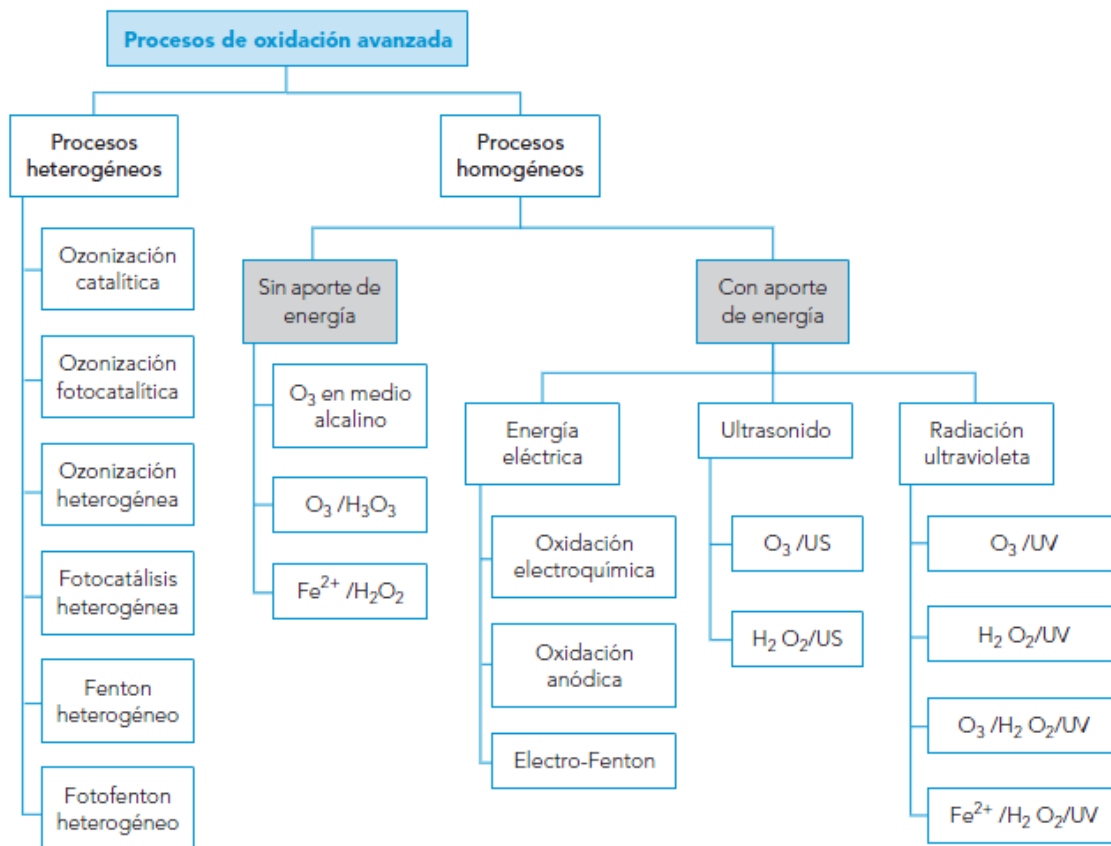 Procesos de oxidación avanzada
Procesos
heterogéneos
Ozonización
catalítica
Ozonización
fotocatalítica
Ozonización
heterogénea
Fotocatálisis
heterogénea
Fenton
heterogéneo
Fotofenton
heterogéneo
Procesos
homogéneos
Sin aporte de
energía
O₃ en medio
alcalino
O₃ /H₃O₃
Fe²⁺ /H₂O₂
Con aporte
de energía
Energía
eléctrica
Oxidación
electroquímica
Oxidación
anódica
Electro-Fenton
Ultrasonido
O₃ /US
H₂ O₂/US
Radiación
ultravioleta
O₃ /UV
H₂ O₂/UV
O₃ /H₂ O₂/UV
Fe²⁺ /H₂ O₂/UV